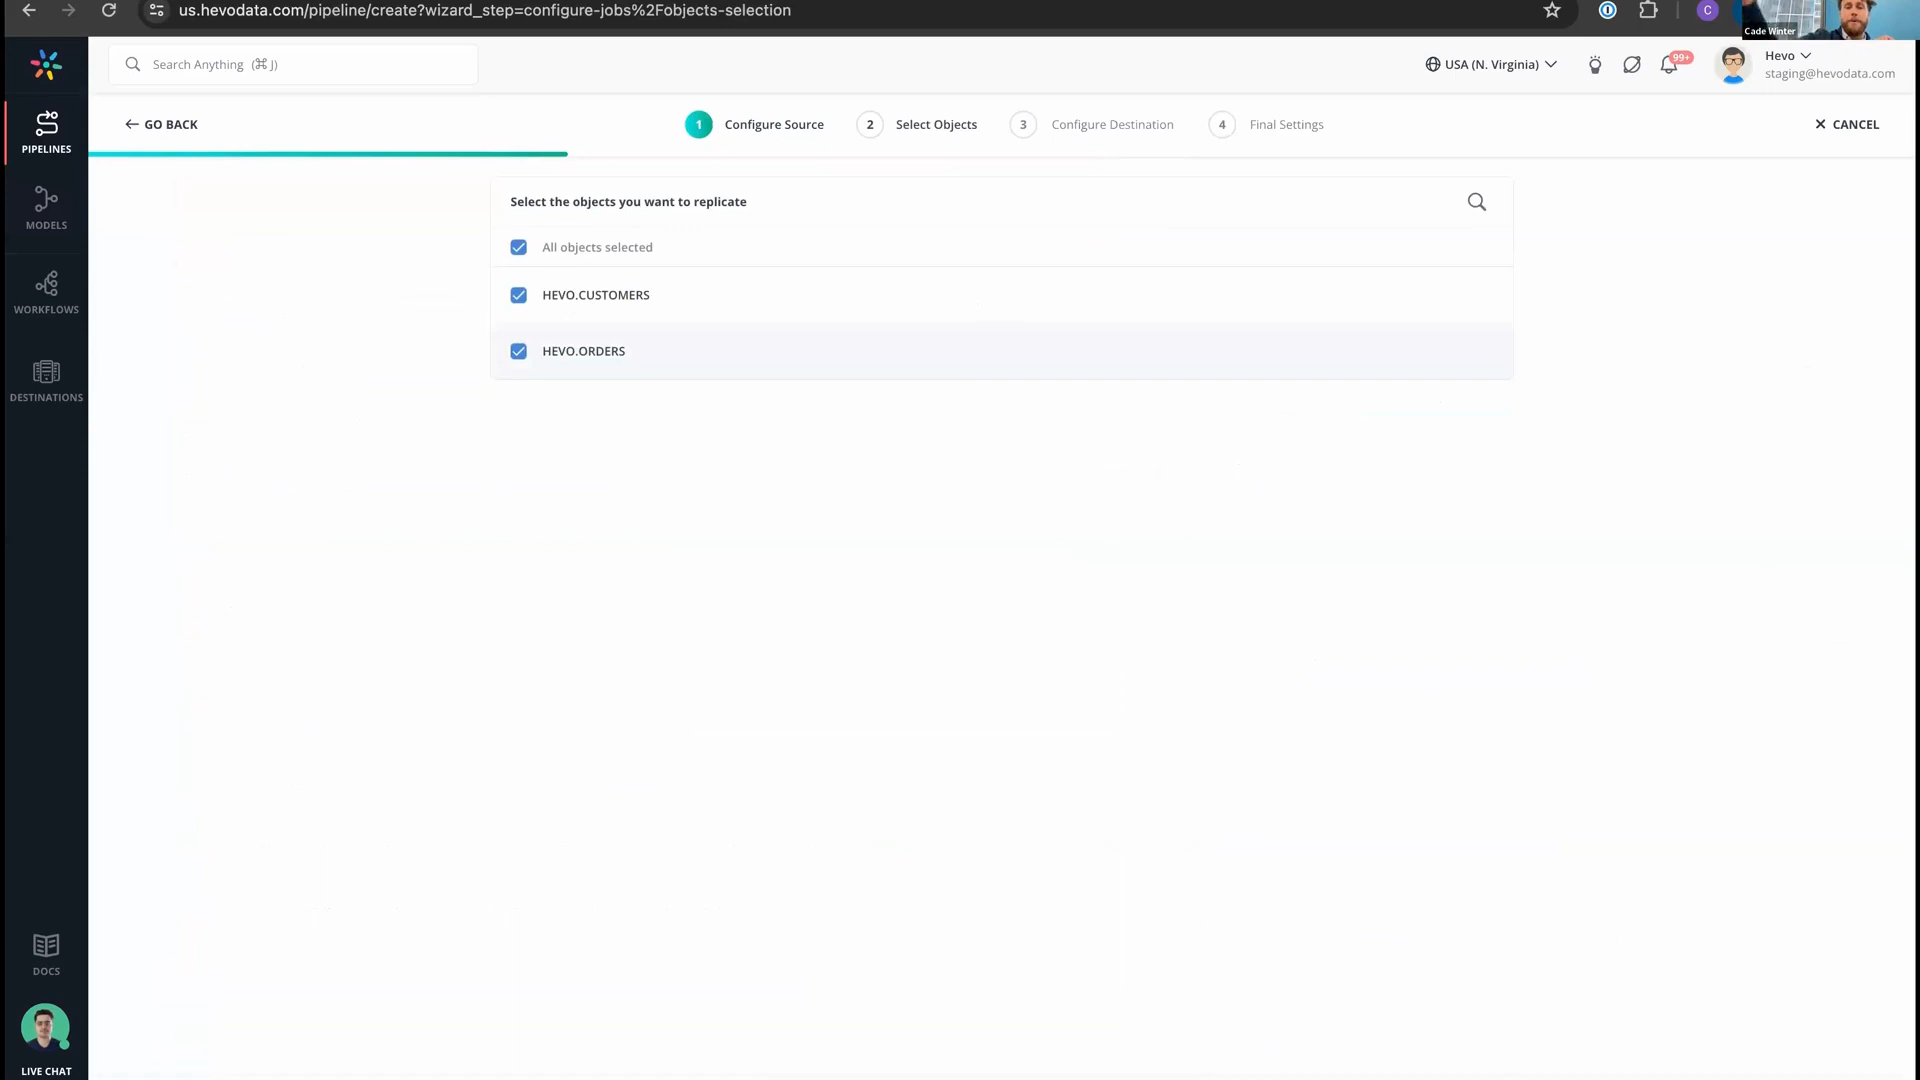 us.hevodata.com/pipeline/create?wizard_step=configure-jobs%2Fobjects-selection
C
Cade Winter
Search Anything (⌘ J)
USA (N. Virginia)
99+
Hevo
staging@hevodata.com
PIPELINES
MODELS
WORKFLOWS
DESTINATIONS
DOCS
LIVE CHAT
GO BACK
1 Configure Source
2 Select Objects
3 Configure Destination
4 Final Settings
CANCEL
Select the objects you want to replicate
All objects selected
HEVO.CUSTOMERS
HEVO.ORDERS